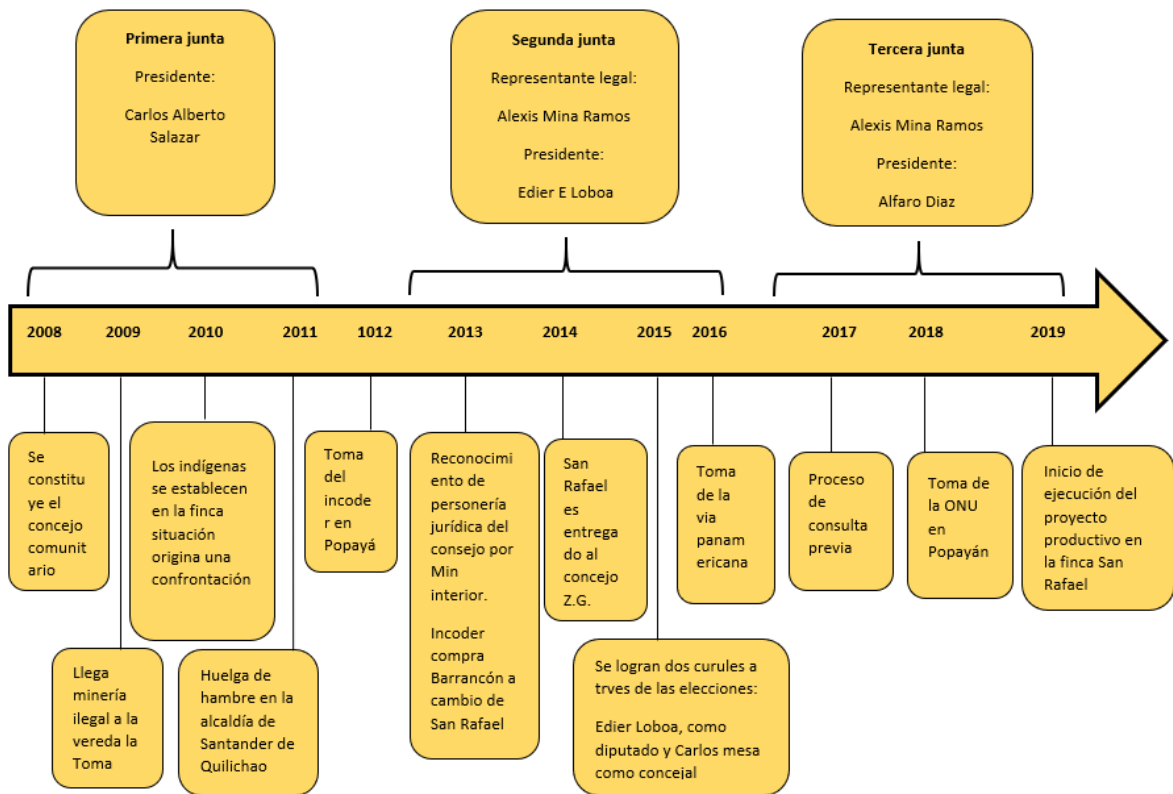 Primera junta
Presidente:
Carlos Alberto
Salazar
Segunda junta
Representante legal:
Alexis Mina Ramos
Presidente:
Edier E Loboa
Tercera junta
Representante legal:
Alexis Mina Ramos
Presidente:
Alfaro Diaz
2008 2009 2010 2011 1012 2013 2014 2015 2016 2017 2018 2019
Se
constitu
ye el
concejo
comunit
ario
Llega
minería
ilegal a la
vereda la
Toma
Los indígenas
se establecen
en la finca
situación
origina una
confrontación
Huelga de
hambre en la
alcaldía de
Santander de
Quilichao
Toma
del
incode
r en
Popayá
Reconocimi
ento de
personería
jurídica del
consejo por
Min
interior.
Incoder
compra
Barrancón a
cambio de
San Rafael
San
Rafael
es
entrega
do al
concejo
Z.G.
Se logran dos curules a
trves de las elecciones:
Edier Loboa, como
diputado y Carlos mesa
como concejal
Toma
de la
via
panam
ericana
Proceso
de
consulta
previa
Toma de
la ONU
en
Popayán
Inicio de
ejecución del
proyecto
productivo en
la finca San
Rafael